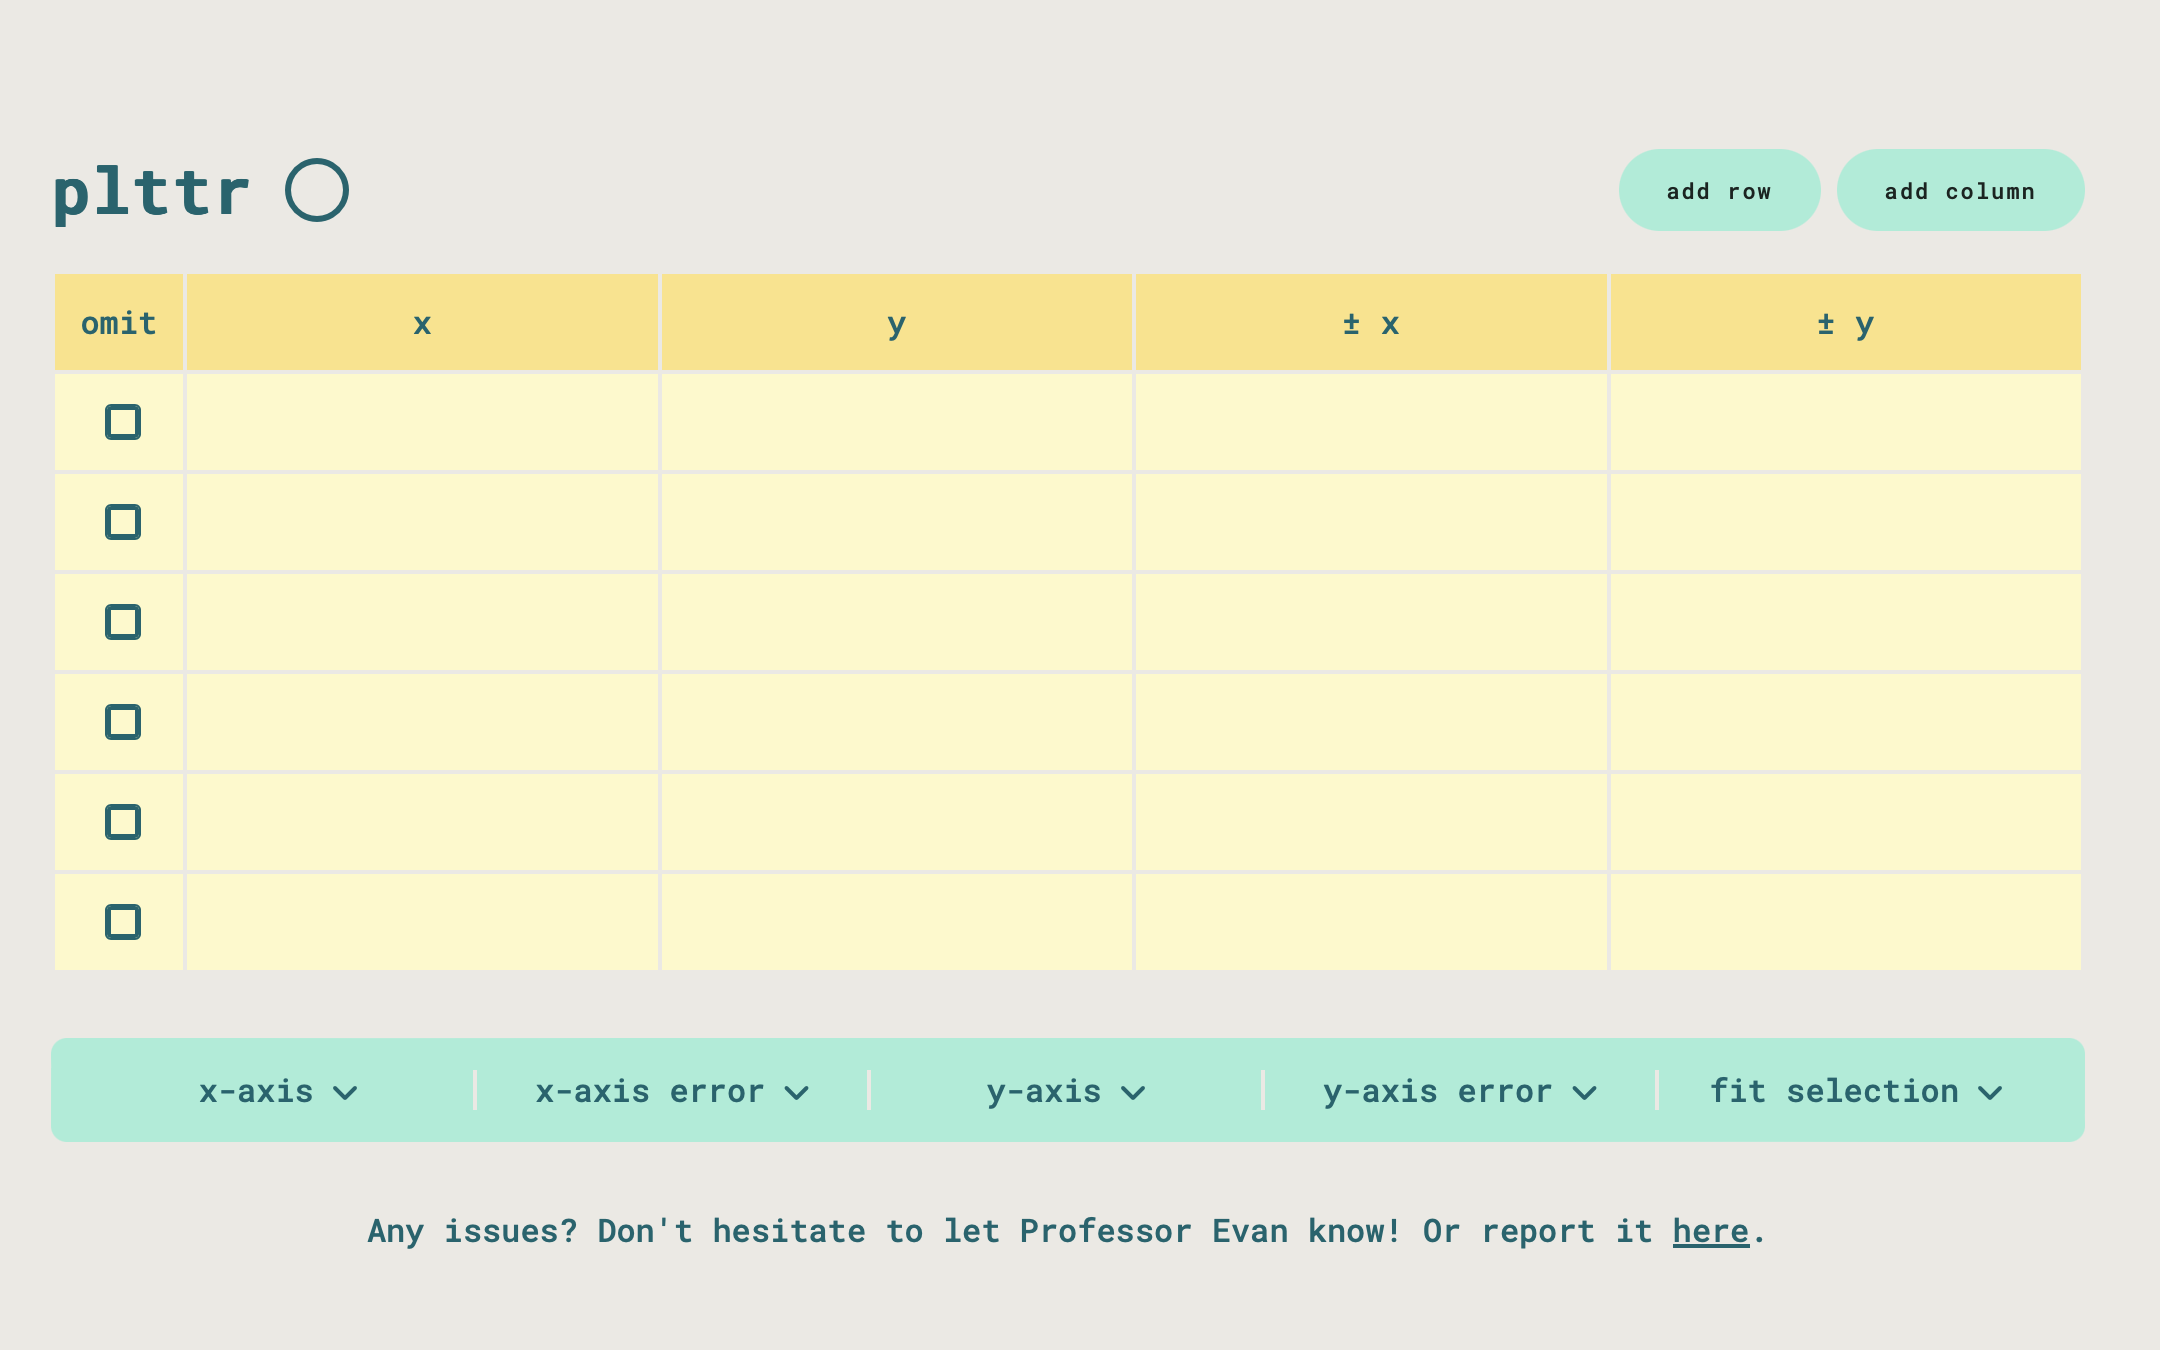 plttr
add row
add column
omit
x
y
± x
± y
x-axis
x-axis error
y-axis
y-axis error
fit selection
Any issues? Don't hesitate to let Professor Evan know! Or report it here.